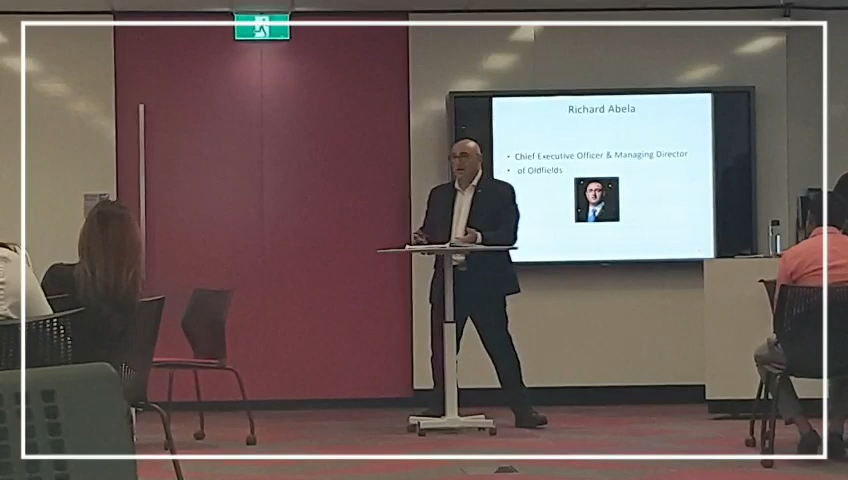 Richard Abela
• Chief Executive Officer & Managing Director
• of Oldfields